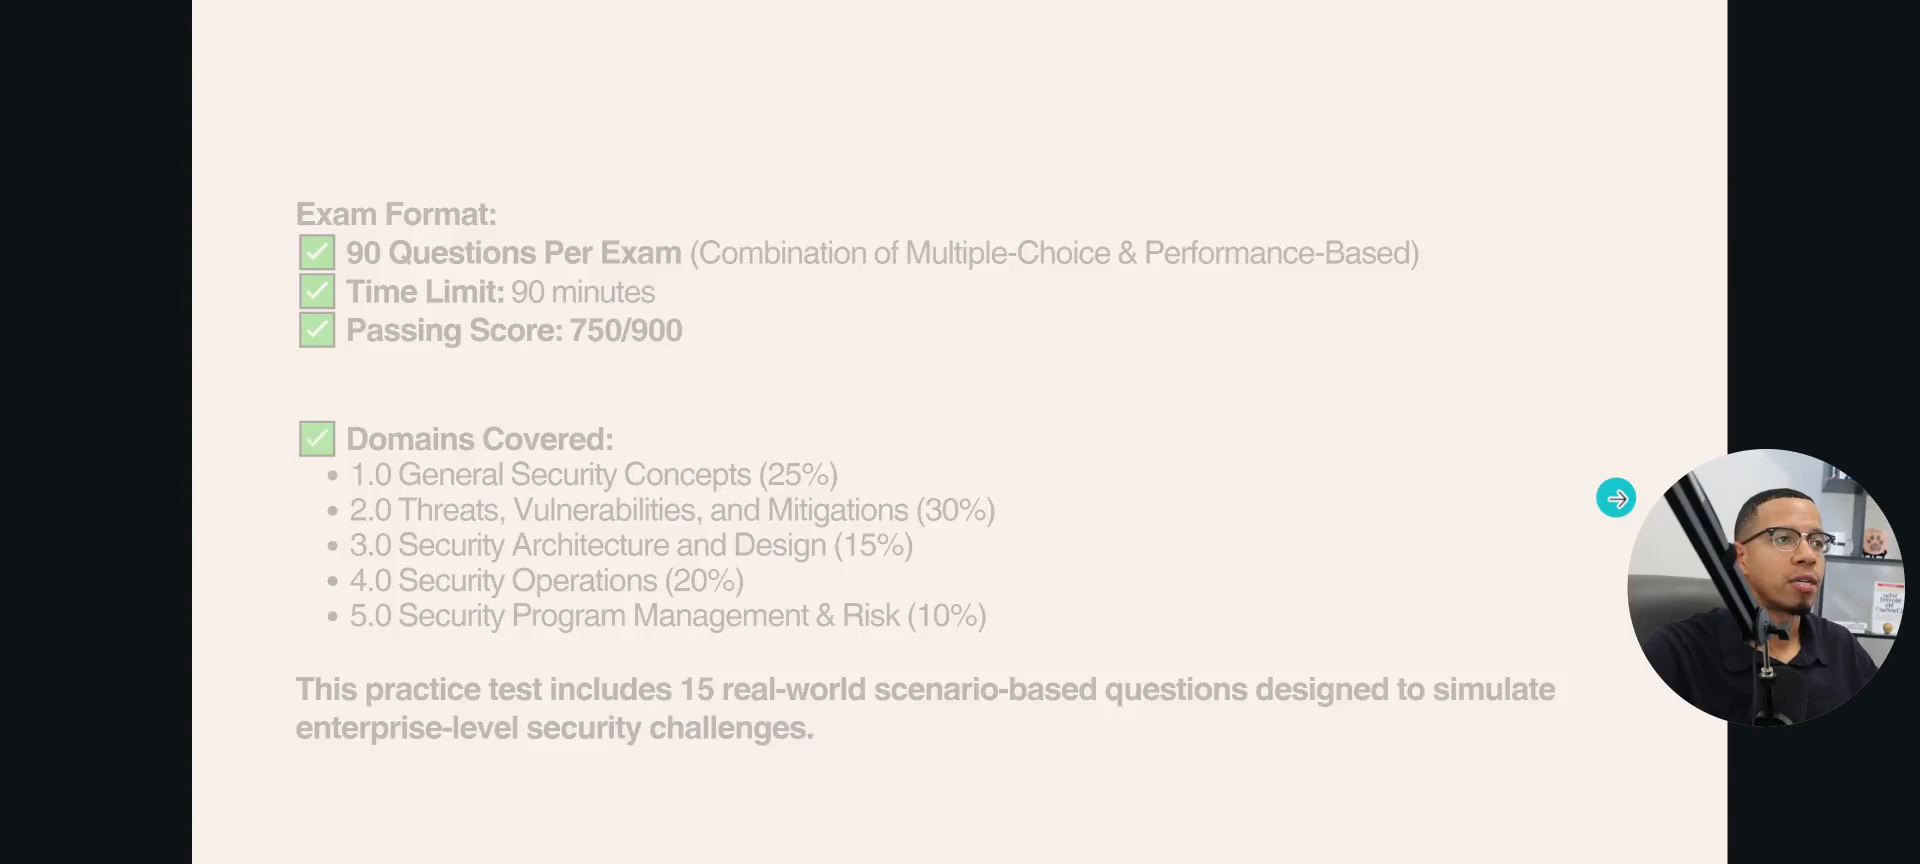 Exam Format:
✅ 90 Questions Per Exam (Combination of Multiple-Choice & Performance-Based)
✅ Time Limit: 90 minutes
✅ Passing Score: 750/900
✅ Domains Covered:
• 1.0 General Security Concepts (25%)
• 2.0 Threats, Vulnerabilities, and Mitigations (30%)
• 3.0 Security Architecture and Design (15%)
• 4.0 Security Operations (20%)
• 5.0 Security Program Management & Risk (10%)
This practice test includes 15 real-world scenario-based questions designed to simulate
enterprise-level security challenges.